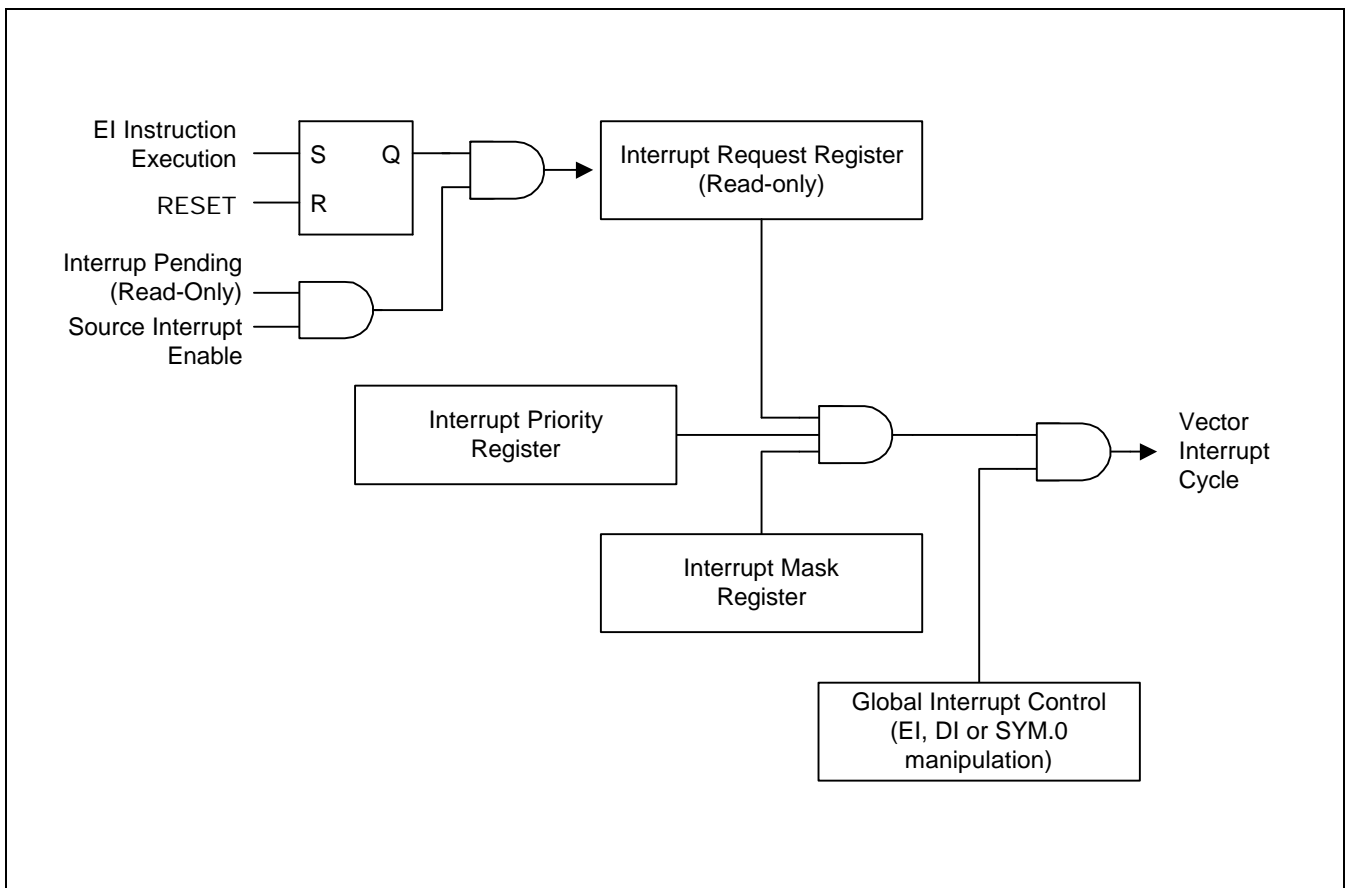 EI Instruction
Execution
S
Q
RESET
R
Interrupt Request Register
(Read-only)
Interrup Pending
(Read-Only)
Source Interrupt
Enable
Interrupt Priority
Register
Vector
Interrupt
Cycle
Interrupt Mask
Register
Global Interrupt Control
(EI, DI or SYM.0
manipulation)